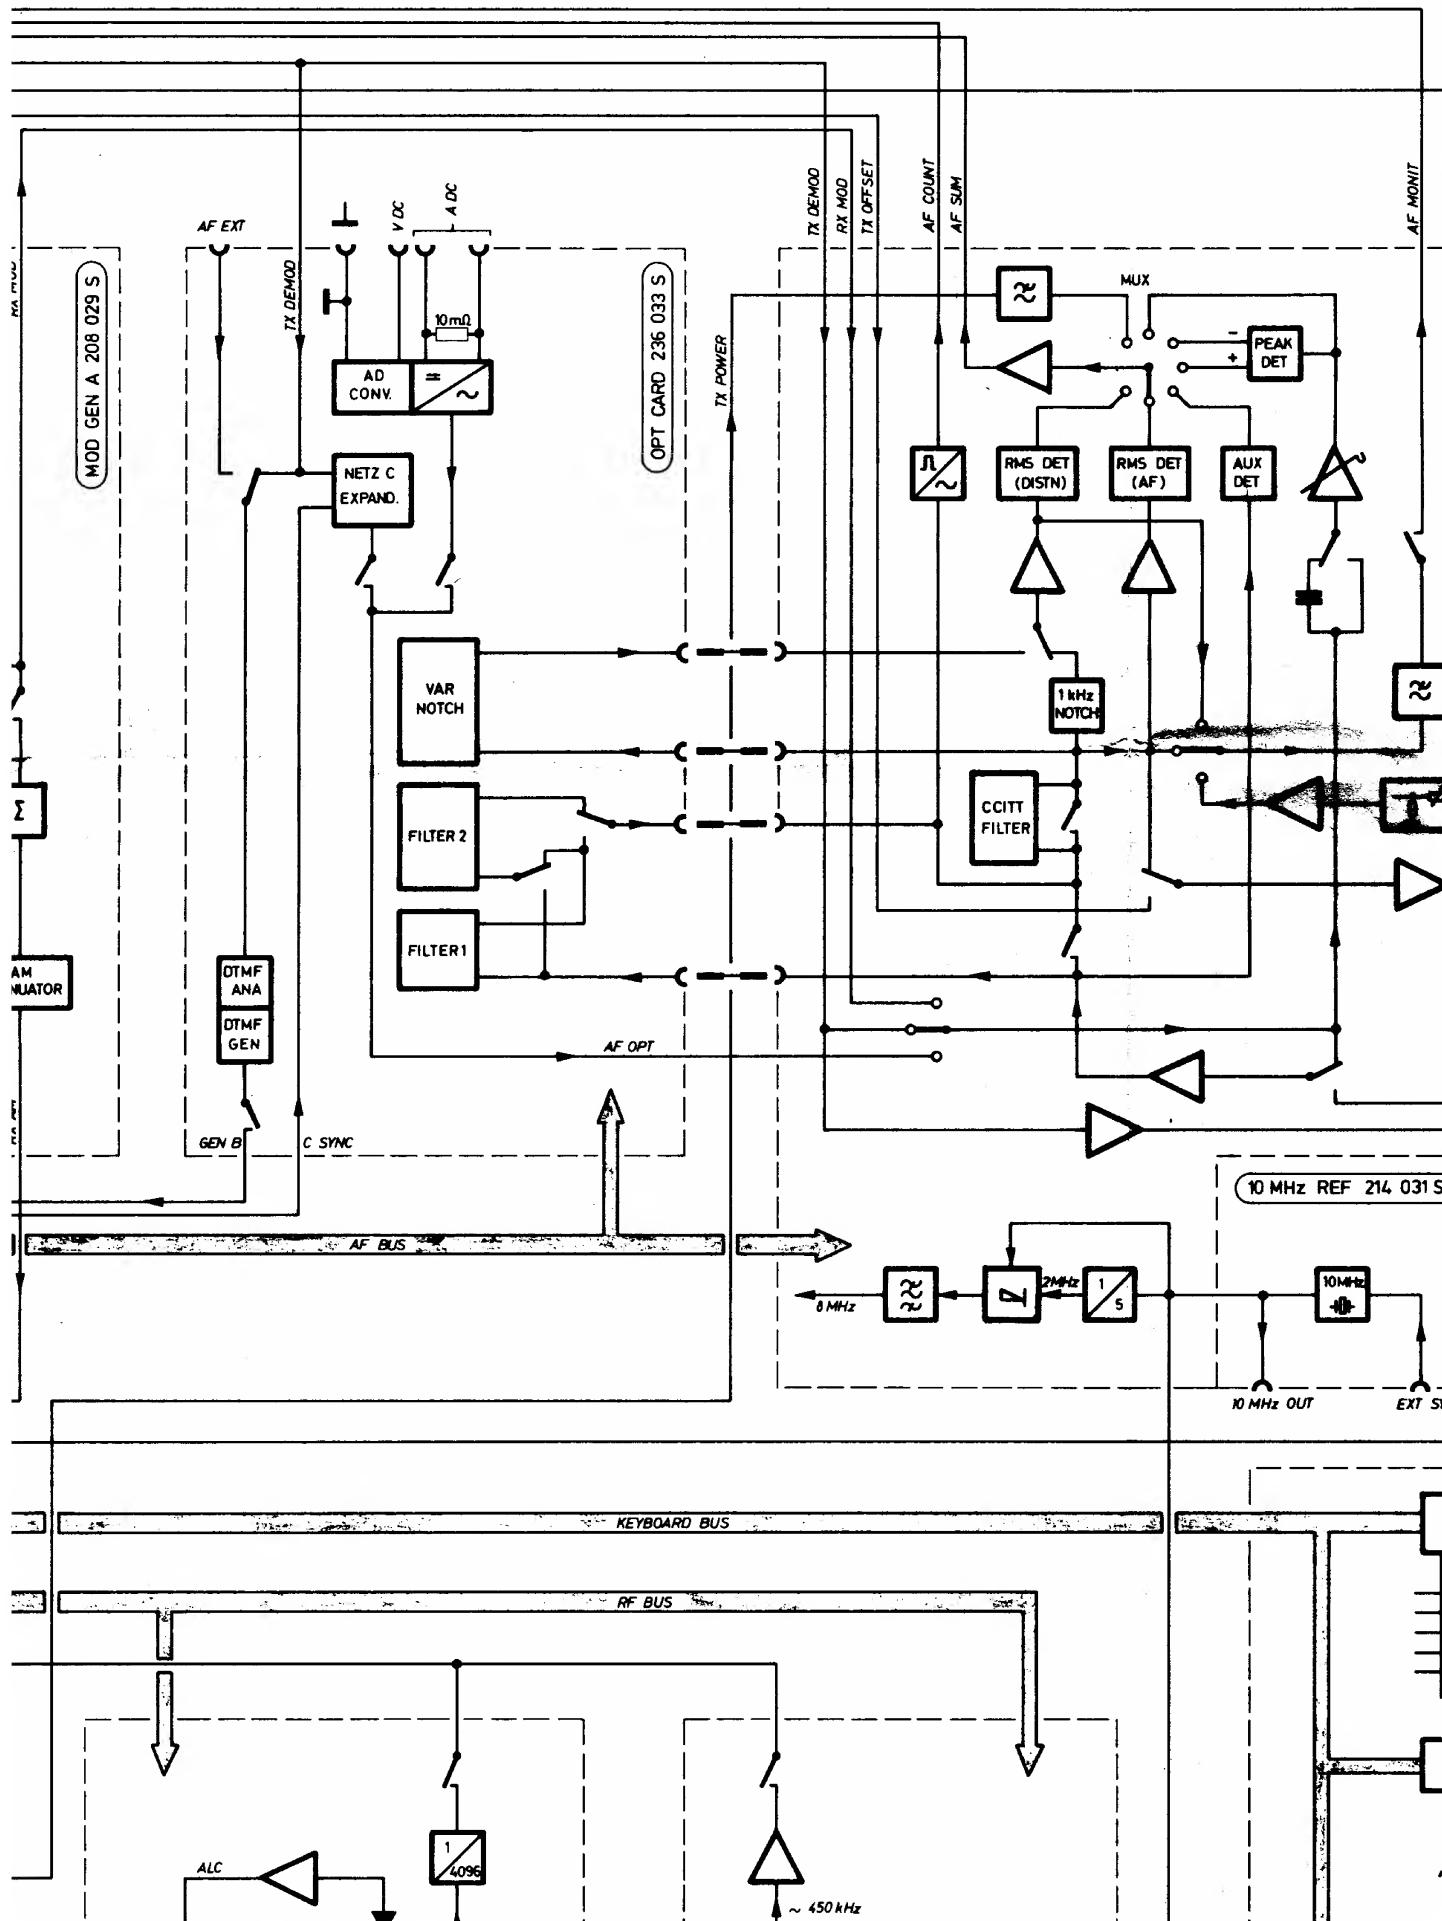 TX DEMOD
RX MOD
TX OFFSET
AF COUNT
AF SUM
AF MONIT
AF EXT
V DC
A DC
MOD GEN A 208 029 S
TX DEMOD
OPT CARD 236 033 S
10mΩ
AD
CONV.
MUX
PEAK
DET
-
+
TX POWER
NETZ C
EXPAND.
RMS DET
(DISTN)
RMS DET
(AF)
AUX
DET
VAR
NOTCH
1 kHz
NOTCH
FILTER 2
CCITT
FILTER
Σ
FILTER 1
DTMF
ANA
DTMF
GEN
AM
NUATOR
AF OPT
GEN B
C SYNC
10 MHz REF 214 031 S
AF BUS
8 MHz
2MHz
1
5
10MHz
10 MHz OUT
EXT S
KEYBOARD BUS
RF BUS
ALC
1
4096
~ 450 kHz